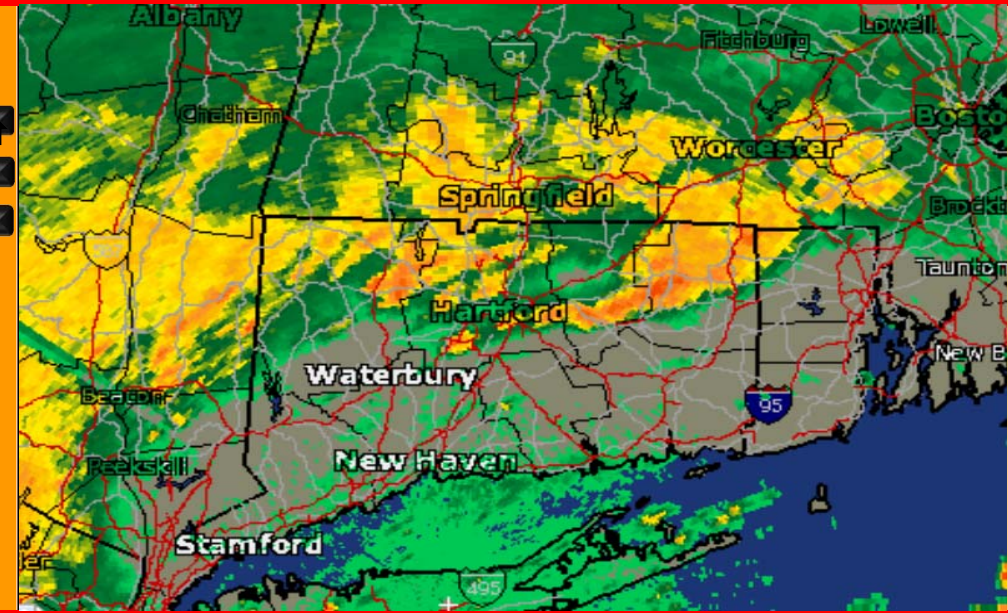 Albany
Lowell
Fitchburg
91
Chatham
Boston
Worcester
Springfield
Brockt
Taunton
Hartford
New B
Waterbury
Beacon
95
New Haven
Peekskill
Stamford
495